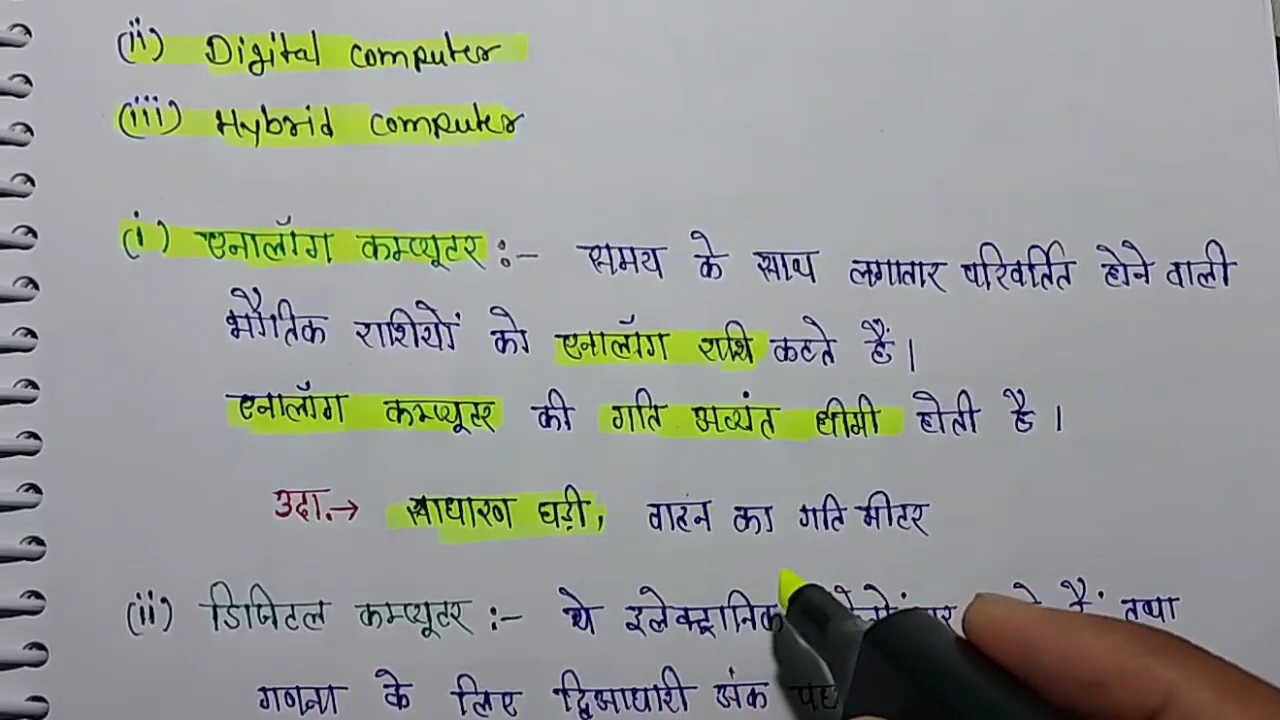 (ii) Digital computer
(iii) Hybrid computer
(i) एनालॉग कम्प्यूटर :- समय के साथ लगातार परिवर्तित होने वाली
भौतिक राशियों को एनालॉग राशि कहते हैं।
एनालॉग कम्प्यूटर की गति अत्यंत धीमी होती है।
उदा.→ साधारण घड़ी, वाहन का गति मीटर
(ii) डिजिटल कम्प्यूटर :- ये इलेक्ट्रानिक हैं तथा
गणना के लिए द्विआधारी अंक